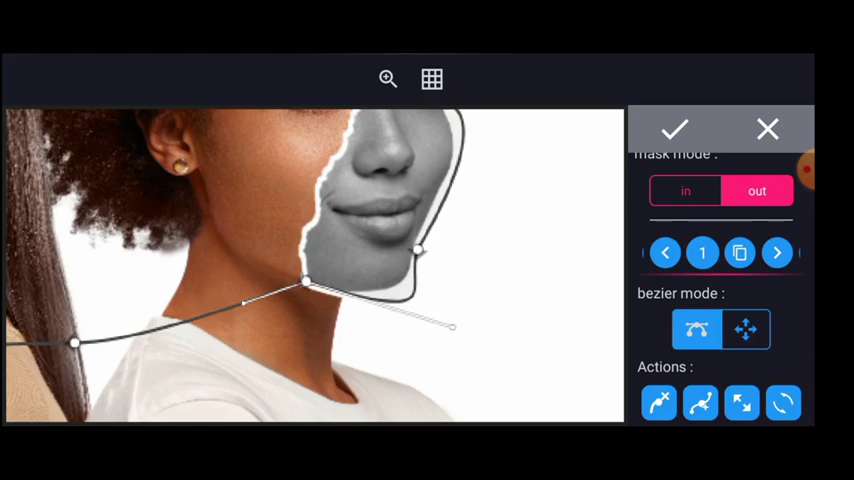 mask mode :
in
out
1
bezier mode :
Actions :